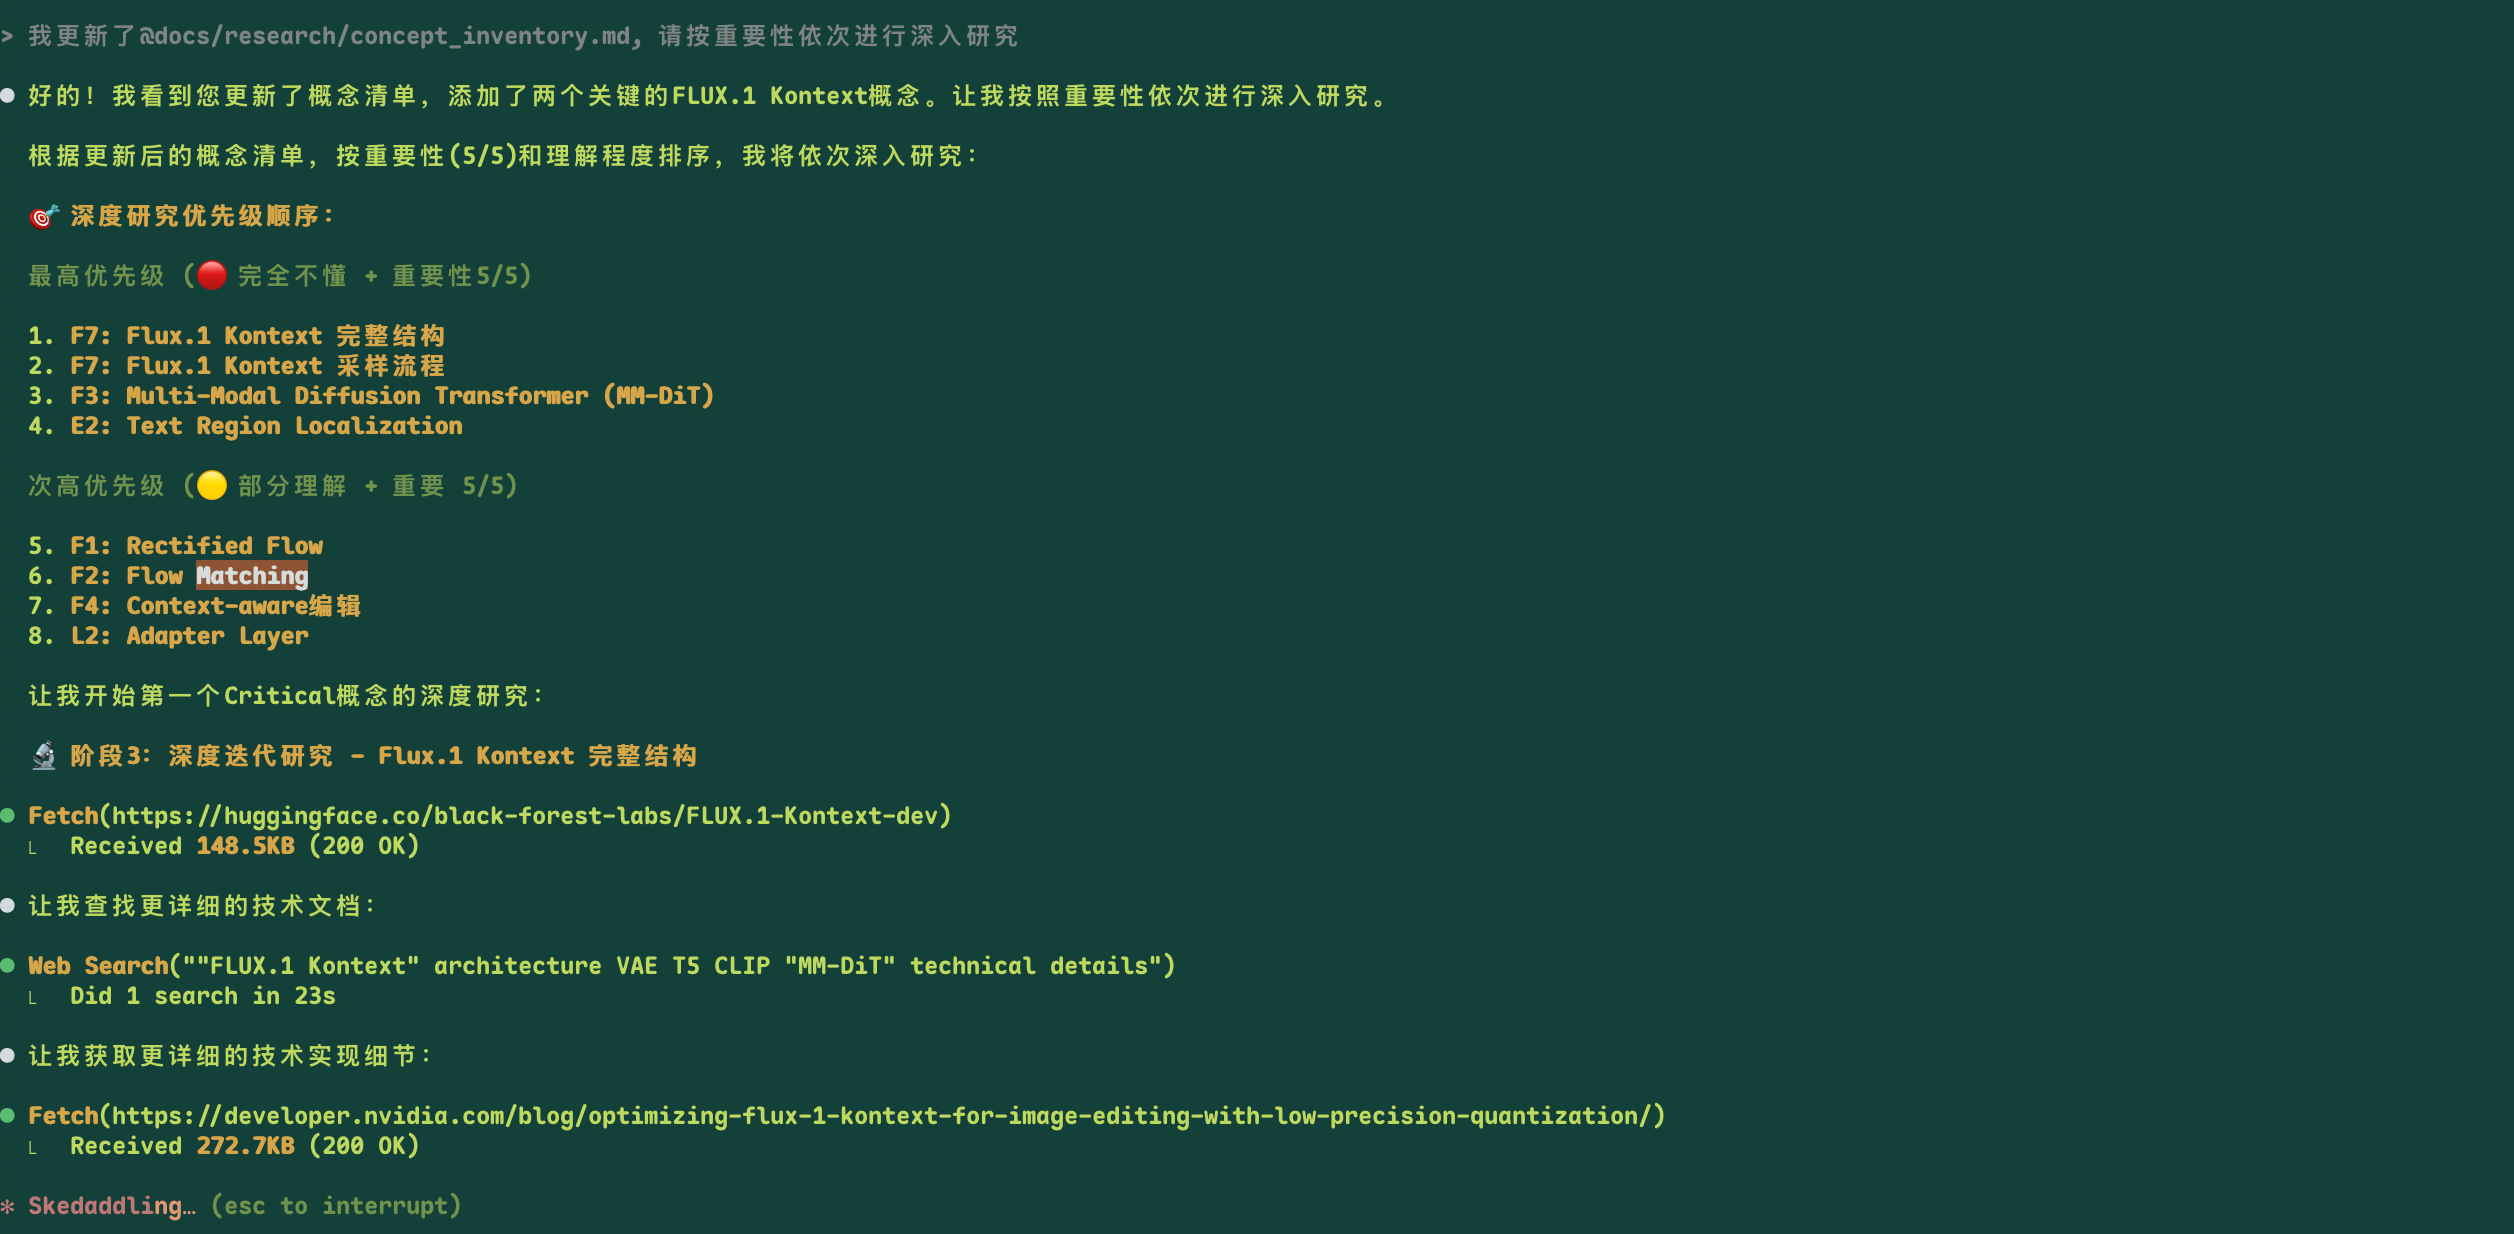 > 我更新了@docs/research/concept_inventory.md, 请按重要性依次进行深入研究
● 好的！我看到您更新了概念清单，添加了两个关键的FLUX.1 Kontext概念。让我按照重要性依次进行深入研究。
根据更新后的概念清单，按重要性(5/5)和理解程度排序，我将依次深入研究：
🎯 深度研究优先级顺序：
最高优先级 (🔴 完全不懂 + 重要性5/5)
1. F7: Flux.1 Kontext 完整结构
2. F7: Flux.1 Kontext 采样流程
3. F3: Multi-Modal Diffusion Transformer (MM-DiT)
4. E2: Text Region Localization
次高优先级 (🟡 部分理解 + 重要 5/5)
5. F1: Rectified Flow
6. F2: Flow Matching
7. F4: Context-aware编辑
8. L2: Adapter Layer
让我开始第一个Critical概念的深度研究：
🔬 阶段3: 深度迭代研究 - Flux.1 Kontext 完整结构
● Fetch(https://huggingface.co/black-forest-labs/FLUX.1-Kontext-dev)
⎿ Received 148.5KB (200 OK)
● 让我查找更详细的技术文档：
● Web Search(""FLUX.1 Kontext" architecture VAE T5 CLIP "MM-DiT" technical details")
⎿ Did 1 search in 23s
● 让我获取更详细的技术实现细节：
● Fetch(https://developer.nvidia.com/blog/optimizing-flux-1-kontext-for-image-editing-with-low-precision-quantization/)
⎿ Received 272.7KB (200 OK)
✻ Skedaddling… (esc to interrupt)